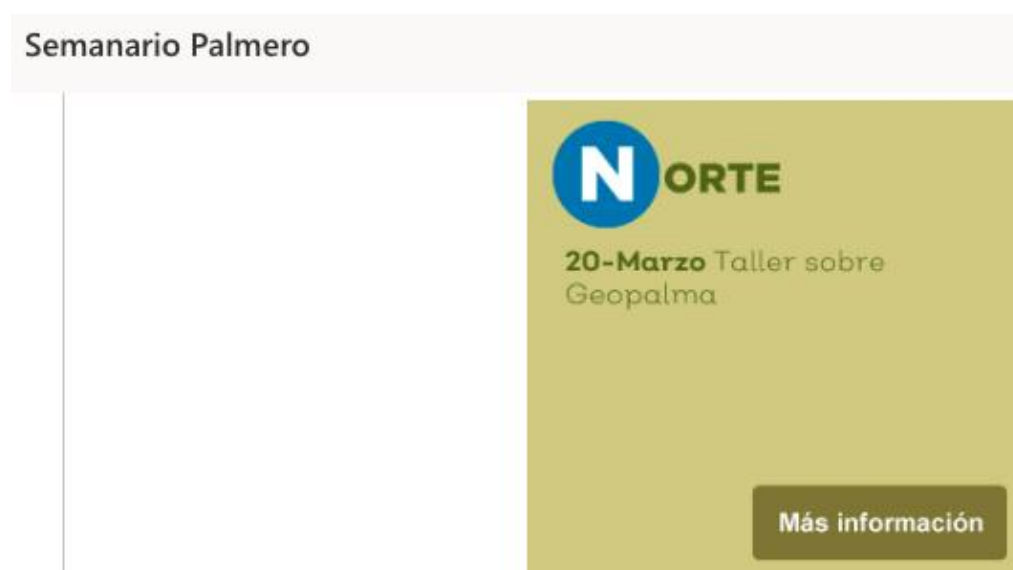 Semanario Palmero
NORTE
20-Marzo Taller sobre
Geopalma
Más información